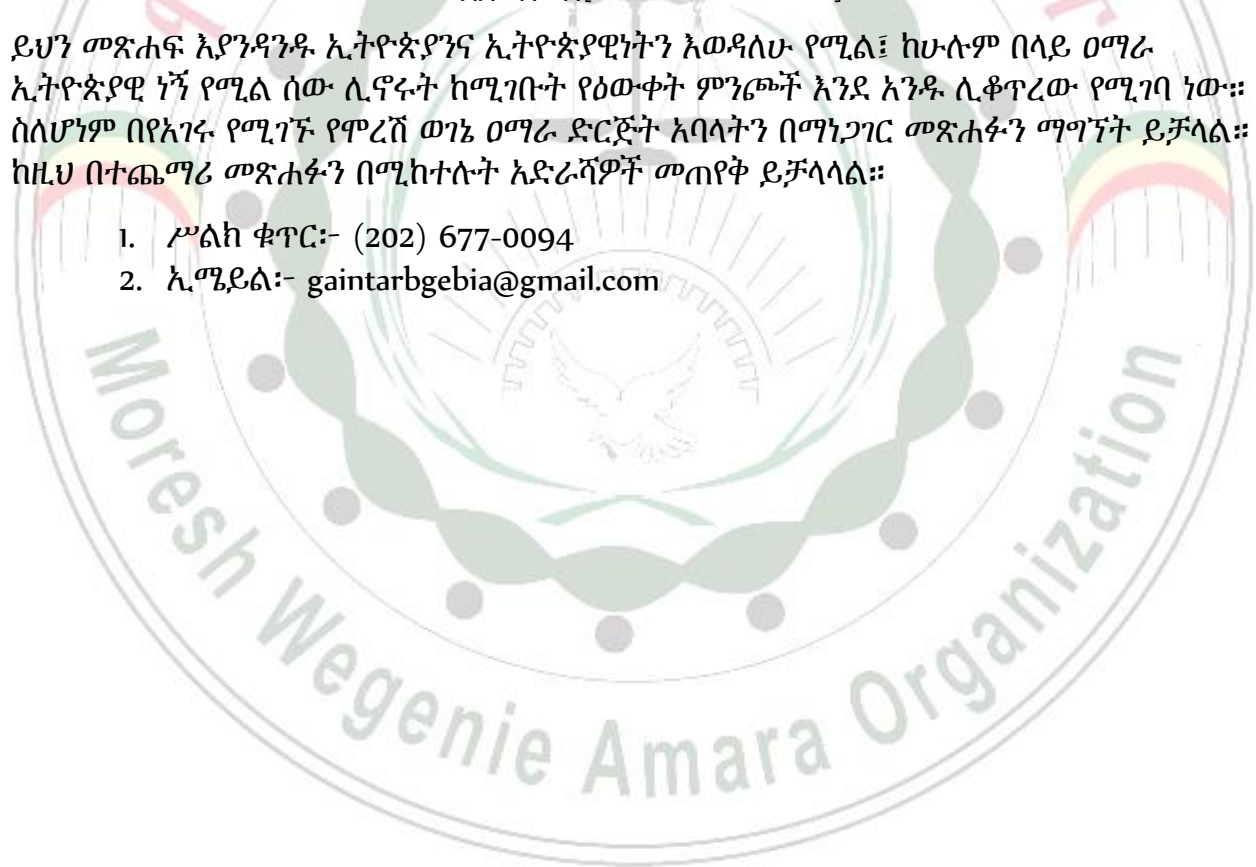 ይህን መጽሐፍ እያንዳንዱ ኢትዮጵያንና ኢትዮጵያዊነትን እወዳለሁ የሚል፤ ከሁሉም በላይ ዐማራ
ኢትዮጵያዊ ነኝ የሚል ሰው ሊኖሩት ከሚገቡት የዕውቀት ምንጮች እንደ አንዱ ሊቆጥረው የሚገባ ነው።
ስለሆነም በየአገሩ የሚገኙ የሞረሽ ወገኔ ዐማራ ድርጅት አባላትን በማነጋገር መጽሐፉን ማግኘት ይቻላል።
ከዚህ በተጨማሪ መጽሐፉን በሚከተሉት አድራሻዎች መጠየቅ ይቻላላል።
1. ሥልክ ቁጥር፡- (202) 677-0094
2. ኢሜይል፡- gaintarbgebia@gmail.com
Moresh Wegenie Amara Organization